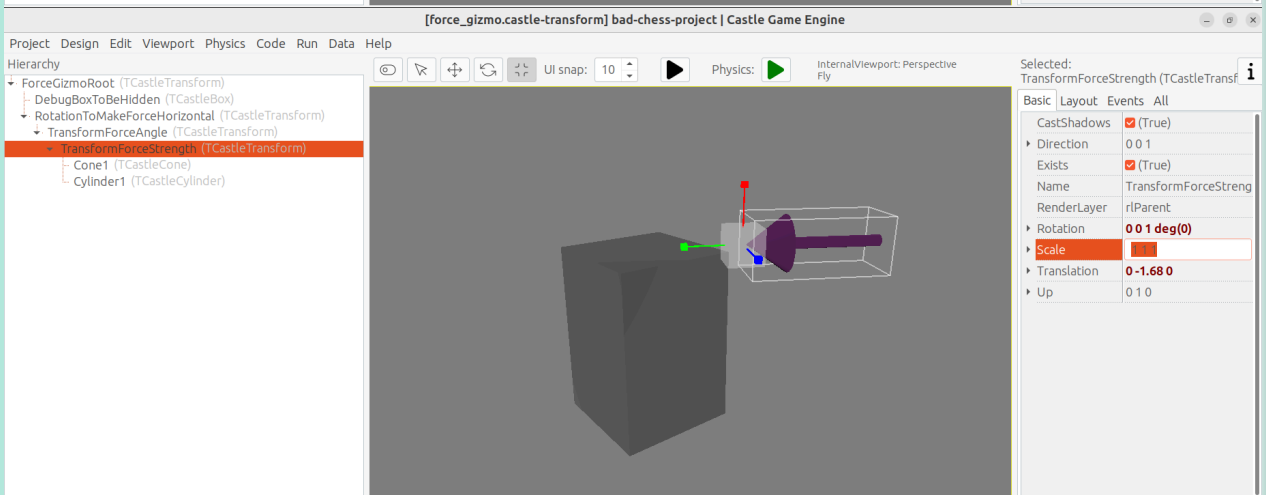 [force_gizmo.castle-transform] bad-chess-project | Castle Game Engine
Project Design Edit Viewport Physics Code Run Data Help
Hierarchy
ForceGizmoRoot (TCastleTransform)
DebugBoxToBeHidden (TCastleBox)
RotationToMakeForceHorizontal (TCastleTransform)
TransformForceAngle (TCastleTransform)
TransformForceStrength (TCastleTransform)
Cone1 (TCastleCone)
Cylinder1 (TCastleCylinder)
UI snap: 10 Physics:
InternalViewport: Perspective
Fly
Selected:
TransformForceStrength (TCastleTransf
i
Basic Layout Events All
CastShadows (True)
Direction 0 0 1
Exists (True)
Name TransformForceStreng
RenderLayer rlParent
Rotation 0 0 1 deg(0)
Scale 1 1 1
Translation 0 -1.68 0
Up 0 1 0